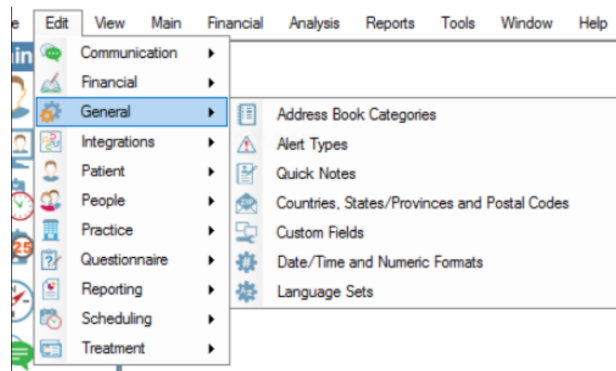 e Edit View Main Financial Analysis Reports Tools Window Help
Communication
Financial
General
Integrations
Patient
People
Practice
Questionnaire
Reporting
Scheduling
Treatment
Address Book Categories
Alert Types
Quick Notes
Countries, States/Provinces and Postal Codes
Custom Fields
Date/Time and Numeric Formats
Language Sets
in
25